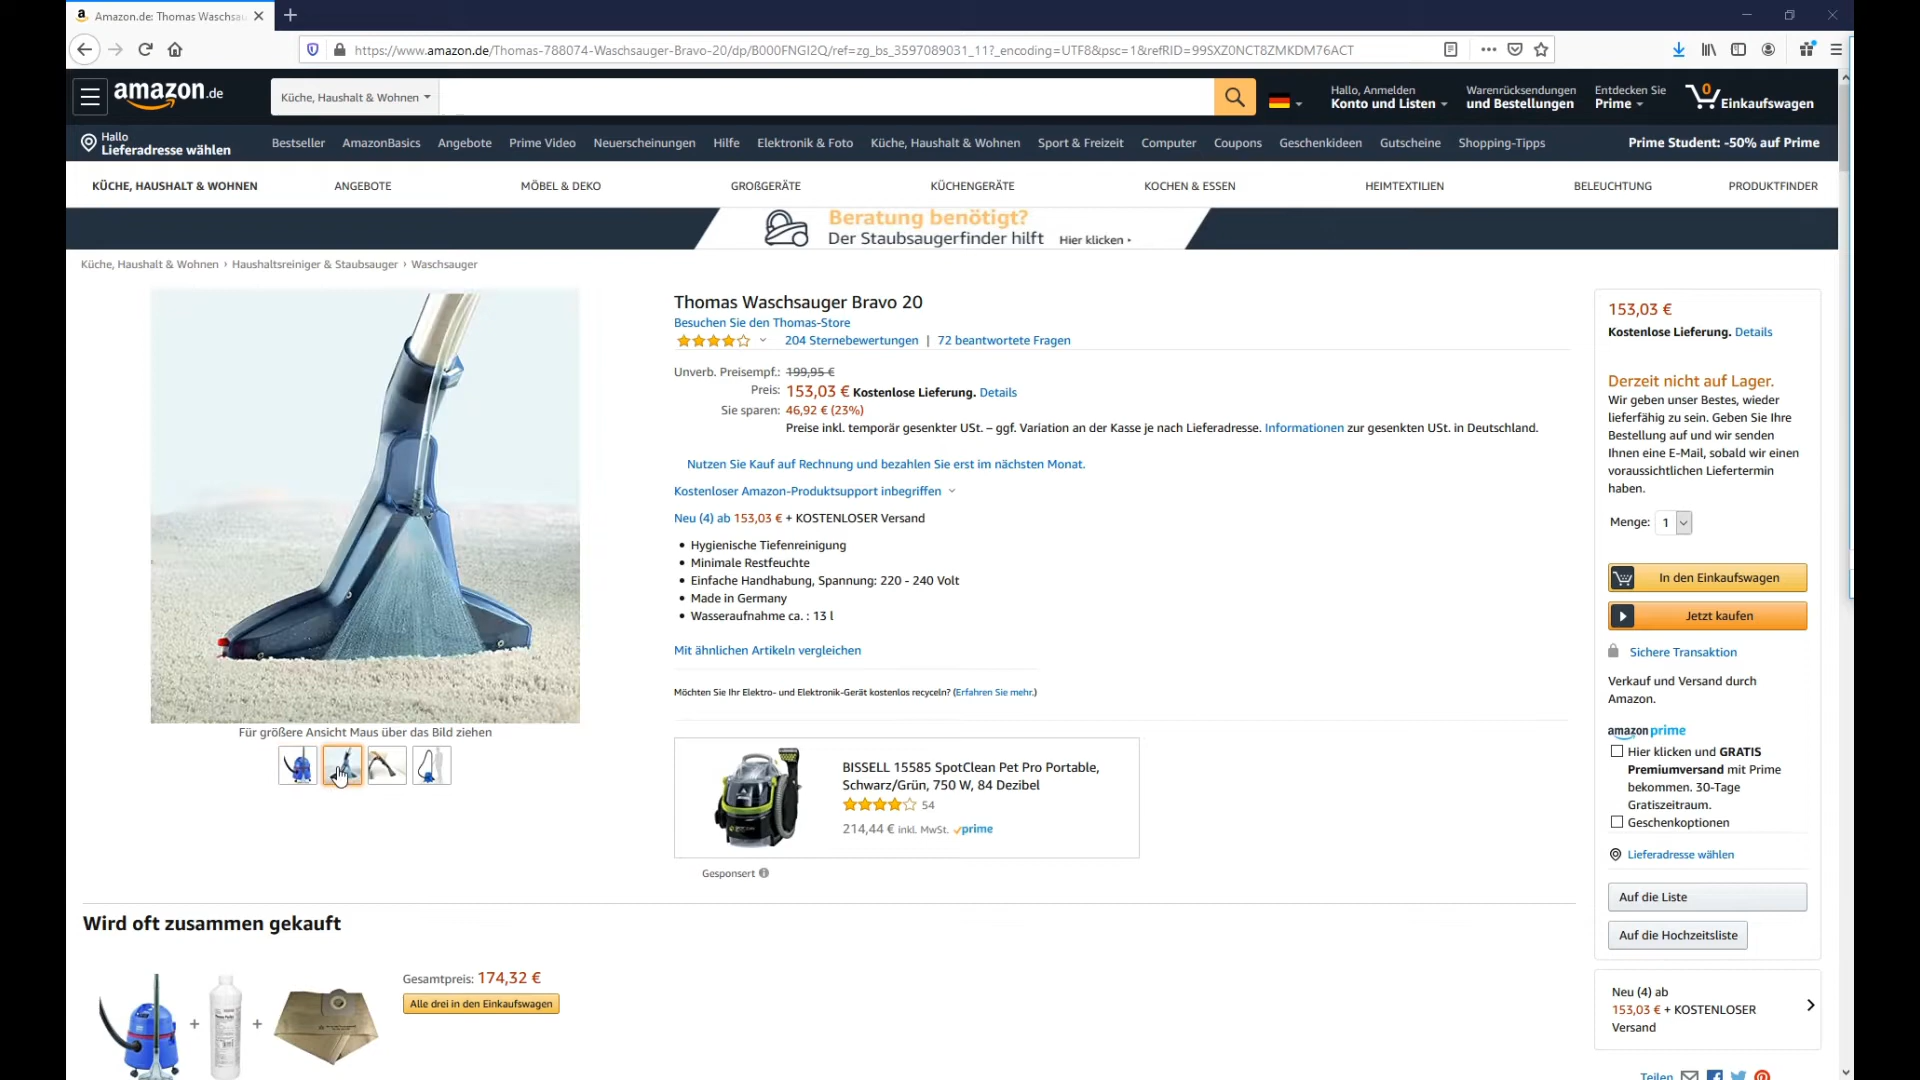 Amazon.de: Thomas Waschsau
https://www.amazon.de/Thomas-788074-Waschsauger-Bravo-20/dp/B000FNGI2Q/ref=zg_bs_3597089031_11?_encoding=UTF8&psc=1&refRID=99SXZ0NCT8ZMKDM76ACT
amazon.de
Küche, Haushalt & Wohnen
Hallo, Anmelden
Konto und Listen
Warenrücksendungen
und Bestellungen
Entdecken Sie
Prime
0
Einkaufswagen
Hallo
Lieferadresse wählen
Bestseller AmazonBasics Angebote Prime Video Neuerscheinungen Hilfe Elektronik & Foto Küche, Haushalt & Wohnen Sport & Freizeit Computer Coupons Geschenkideen Gutscheine Shopping-Tipps
Prime Student: -50% auf Prime
KÜCHE, HAUSHALT & WOHNEN ANGEBOTE MÖBEL & DEKO GROßGERÄTE KÜCHENGERÄTE KOCHEN & ESSEN HEIMTEXTILIEN BELEUCHTUNG PRODUKTFINDER
Beratung benötigt?
Der Staubsaugerfinder hilft Hier klicken ▸
Küche, Haushalt & Wohnen › Haushaltsreiniger & Staubsauger › Waschsauger
Für größere Ansicht Maus über das Bild ziehen
Thomas Waschsauger Bravo 20
Besuchen Sie den Thomas-Store
204 Sternebewertungen | 72 beantwortete Fragen
Unverb. Preisempf.: 199,95 €
Preis: 153,03 € Kostenlose Lieferung. Details
Sie sparen: 46,92 € (23%)
Preise inkl. temporär gesenkter USt. – ggf. Variation an der Kasse je nach Lieferadresse. Informationen zur gesenkten USt. in Deutschland.
Nutzen Sie Kauf auf Rechnung und bezahlen Sie erst im nächsten Monat.
Kostenloser Amazon-Produktsupport inbegriffen
Neu (4) ab 153,03 € + KOSTENLOSER Versand
• Hygienische Tiefenreinigung
• Minimale Restfeuchte
• Einfache Handhabung, Spannung: 220 - 240 Volt
• Made in Germany
• Wasseraufnahme ca. : 13 l
Mit ähnlichen Artikeln vergleichen
Möchten Sie Ihr Elektro- und Elektronik-Gerät kostenlos recyceln? (Erfahren Sie mehr.)
BISSELL 15585 SpotClean Pet Pro Portable,
Schwarz/Grün, 750 W, 84 Dezibel
54
214,44 € inkl. MwSt. prime
Gesponsert
153,03 €
Kostenlose Lieferung. Details
Derzeit nicht auf Lager.
Wir geben unser Bestes, wieder
lieferfähig zu sein. Geben Sie Ihre
Bestellung auf und wir senden
Ihnen eine E-Mail, sobald wir einen
voraussichtlichen Liefertermin
haben.
Menge: 1
In den Einkaufswagen
Jetzt kaufen
Sichere Transaktion
Verkauf und Versand durch
Amazon.
amazon prime
Hier klicken und GRATIS
Premiumversand mit Prime
bekommen. 30-Tage
Gratiszeitraum.
Geschenkoptionen
Lieferadresse wählen
Auf die Liste
Auf die Hochzeitsliste
Neu (4) ab
153,03 € + KOSTENLOSER
Versand
Teilen
Wird oft zusammen gekauft
+ +
Gesamtpreis: 174,32 €
Alle drei in den Einkaufswagen